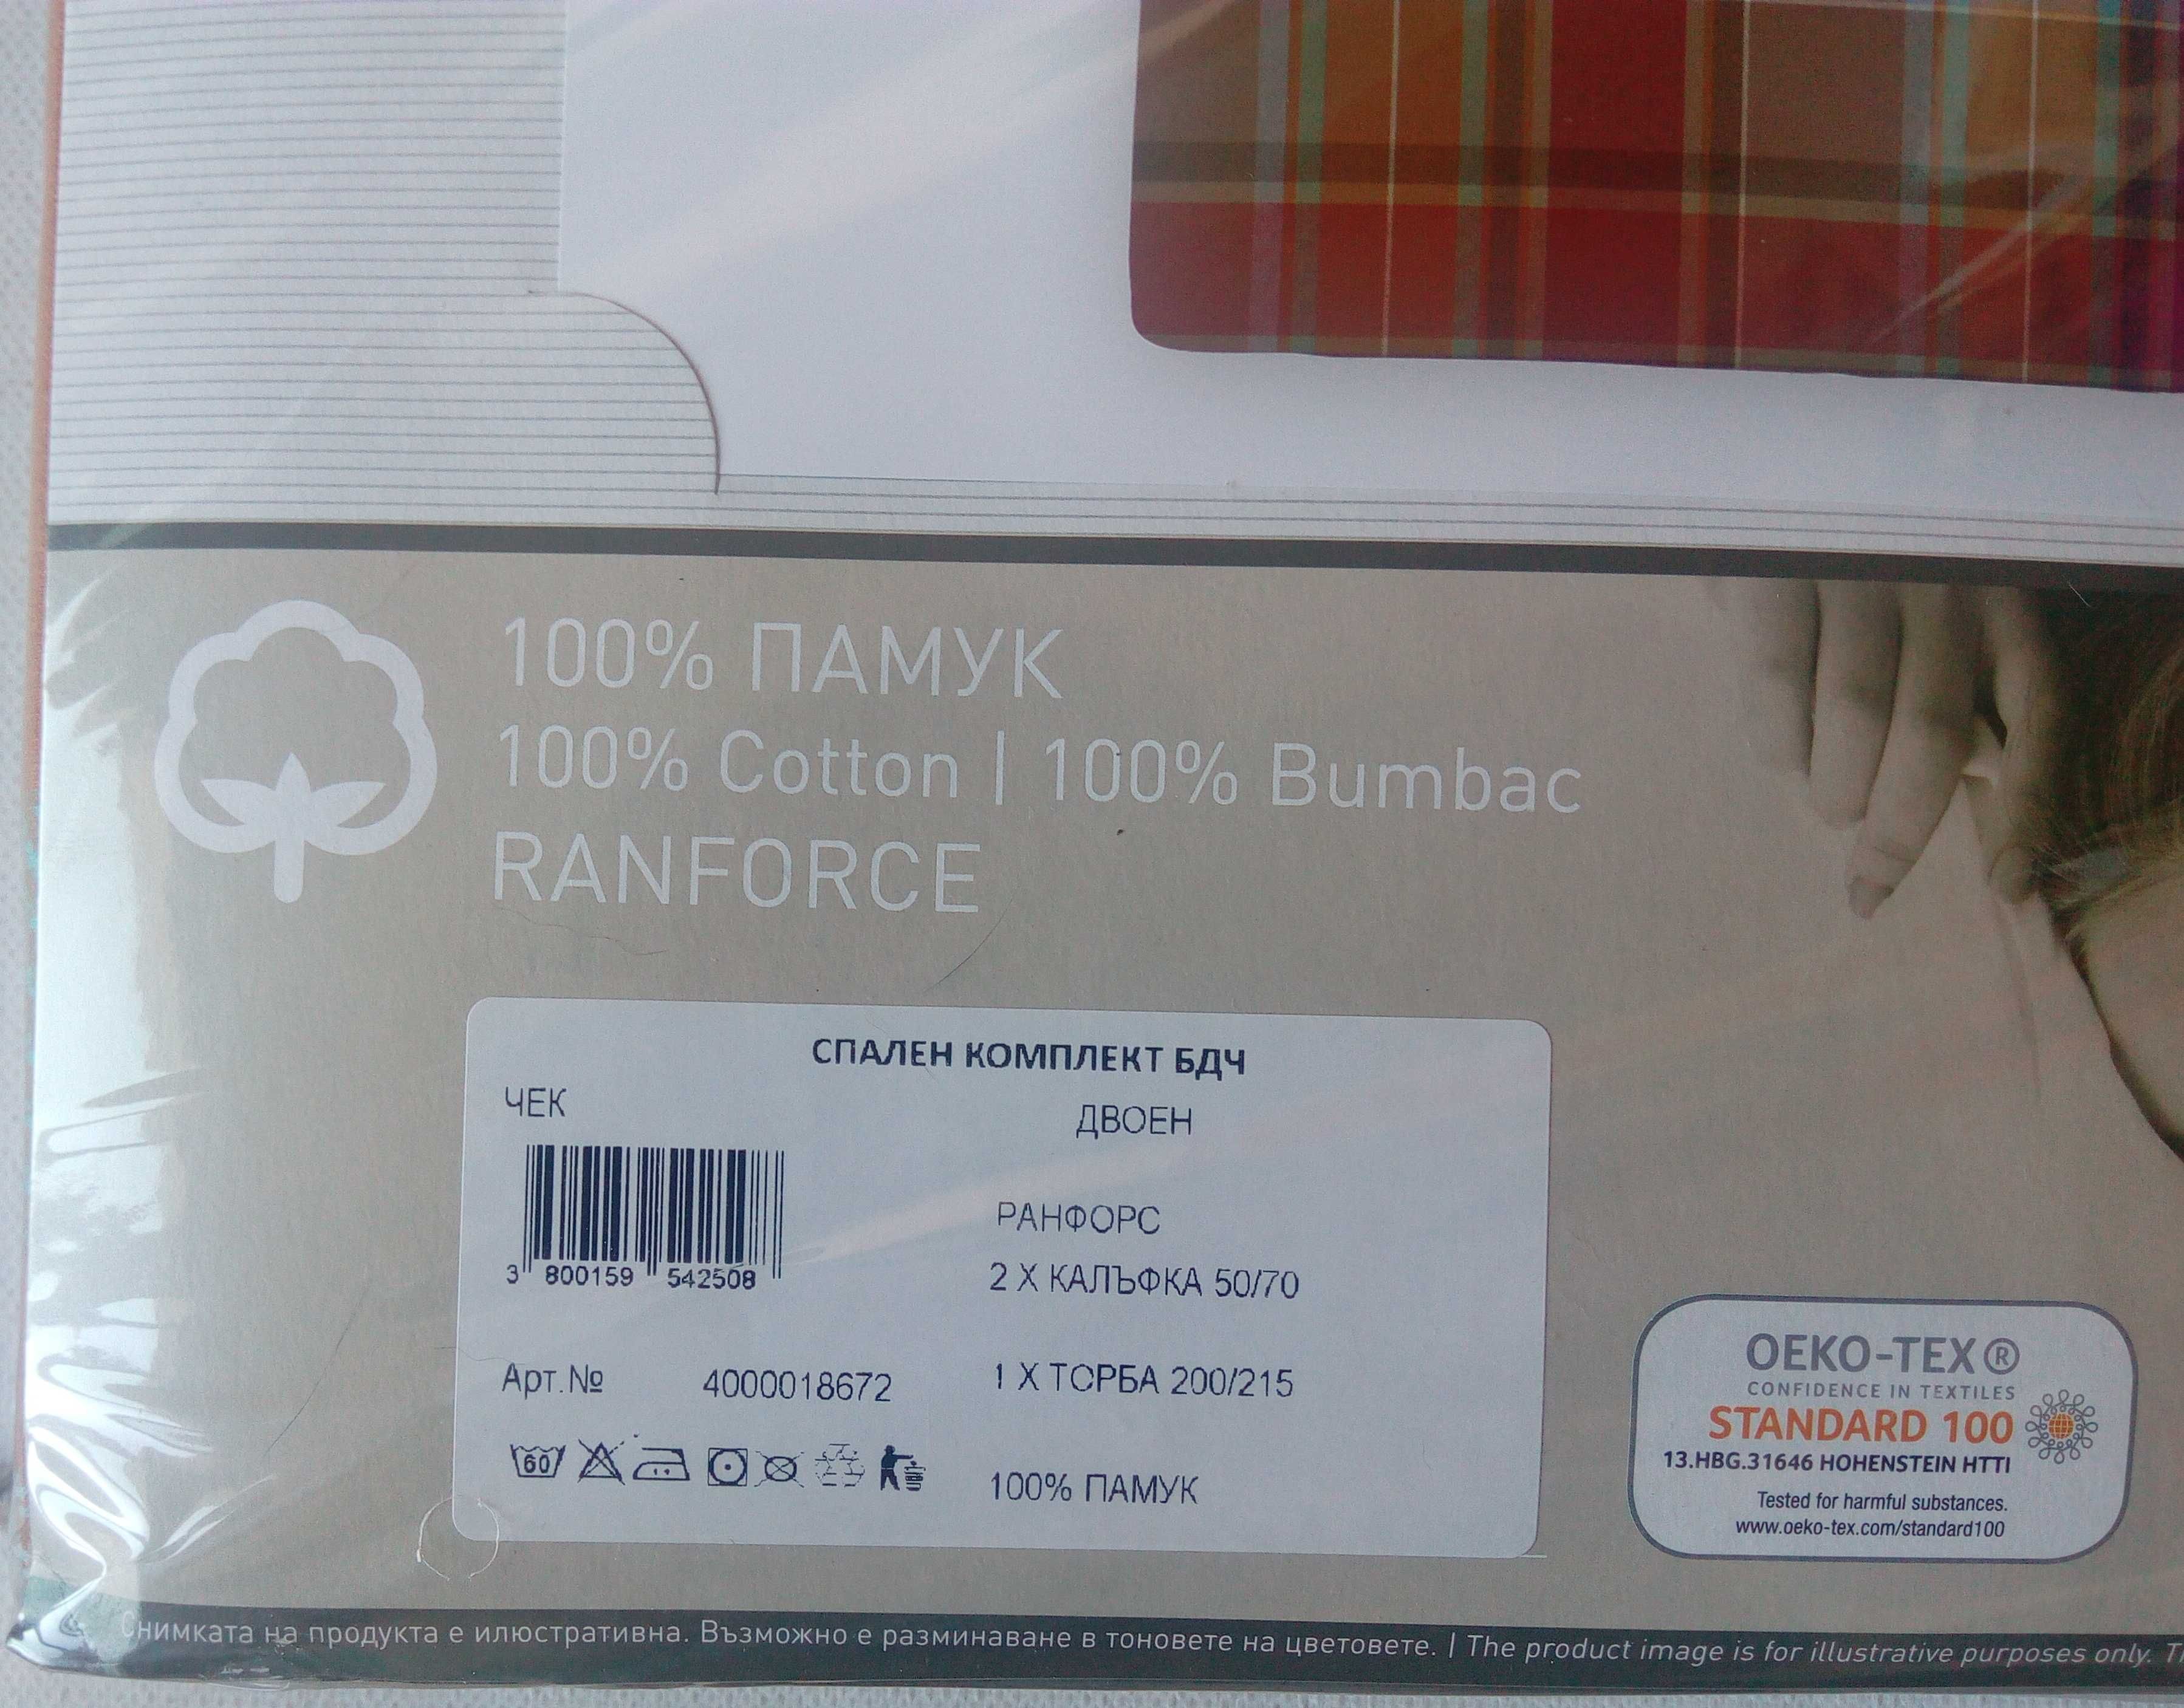 100% ПАМУК
100% Cotton | 100% Bumbac
RANFORCE
СПАЛЕН КОМПЛЕКТ БДЧ
ЧЕК
ДВОЕН
РАНФОРС
3 800159 542508
2 X КАЛЪФКА 50/70
Арт.№ 4000018672
1 X ТОРБА 200/215
60
100% ПАМУК
OEKO-TEX®
CONFIDENCE IN TEXTILES
STANDARD 100
13.HBG.31646 HOHENSTEIN HTTI
Tested for harmful substances.
www.oeko-tex.com/standard100
Снимката на продукта е илюстративна. Възможно е разминаване в тоновете на цветовете. | The product image is for illustrative purposes only.